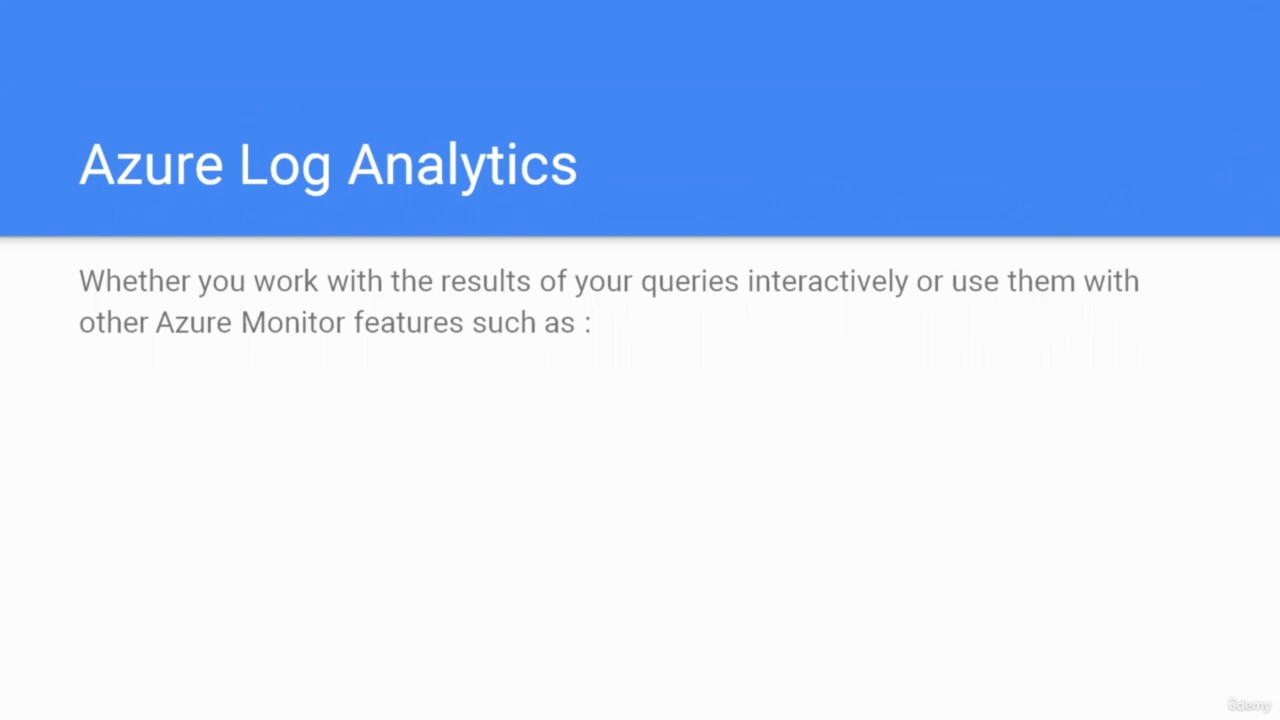 Azure Log Analytics
Whether you work with the results of your queries interactively or use them with
other Azure Monitor features such as :
ûdemy